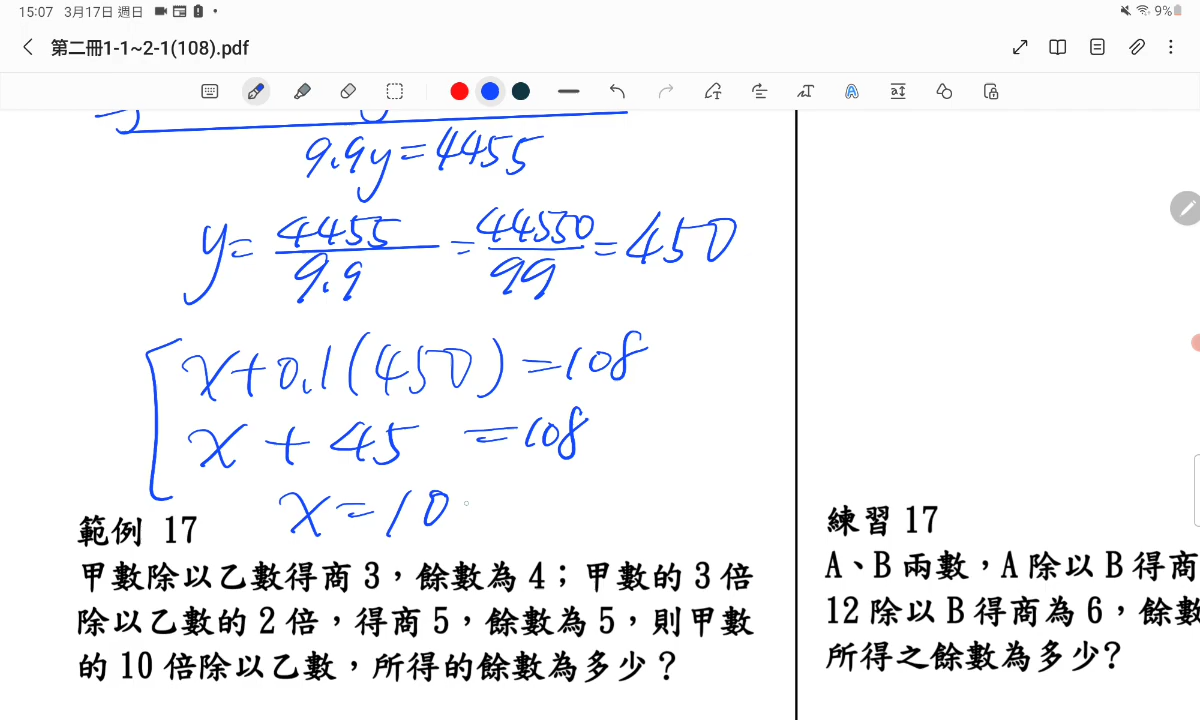 15:07 3月17日 週日
9%
第二冊1-1~2-1(108).pdf
9.9y=4455
y=4455/9.9=44550/99=450
x+0.1(450)=108
x+45=108
x=10
範例 17
甲數除以乙數得商 3，餘數為 4；甲數的 3 倍
除以乙數的 2 倍，得商 5，餘數為 5，則甲數
的 10 倍除以乙數，所得的餘數為多少？
練習 17
A、B 兩數，A 除以 B 得商
12 除以 B 得商為 6，餘數
所得之餘數為多少?